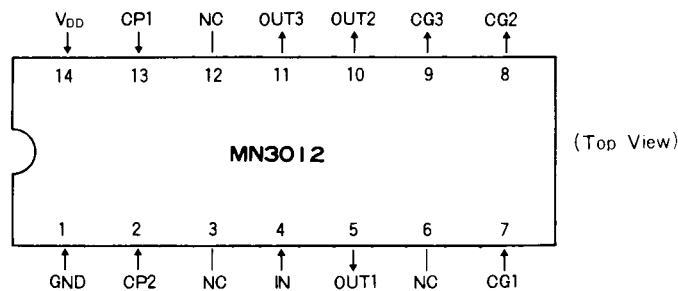 VDD CP1 NC OUT3 OUT2 CG3 CG2
14 13 12 11 10 9 8
MN3012
(Top View)
1 2 3 4 5 6 7
GND CP2 NC IN OUT1 NC CG1